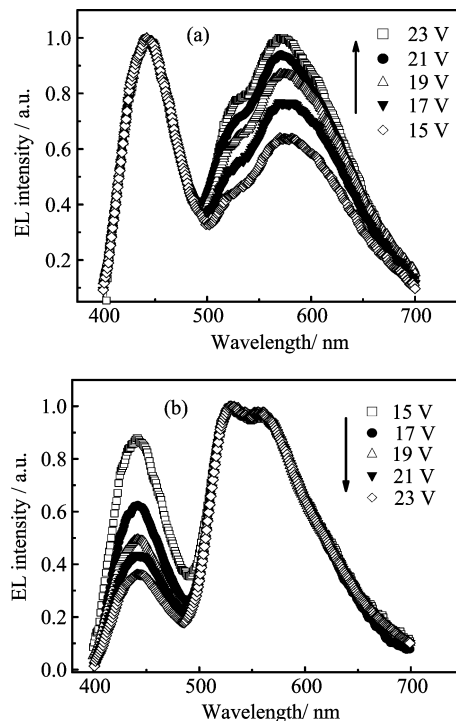 (a)
23 V
21 V
19 V
17 V
15 V
EL intensity / a.u.
1.0
0.8
0.6
0.4
0.2
400 500 600 700
Wavelength/ nm
(b)
15 V
17 V
19 V
21 V
23 V
EL intensity / a.u.
1.0
0.8
0.6
0.4
0.2
0.0
400 500 600 700
Wavelength/ nm